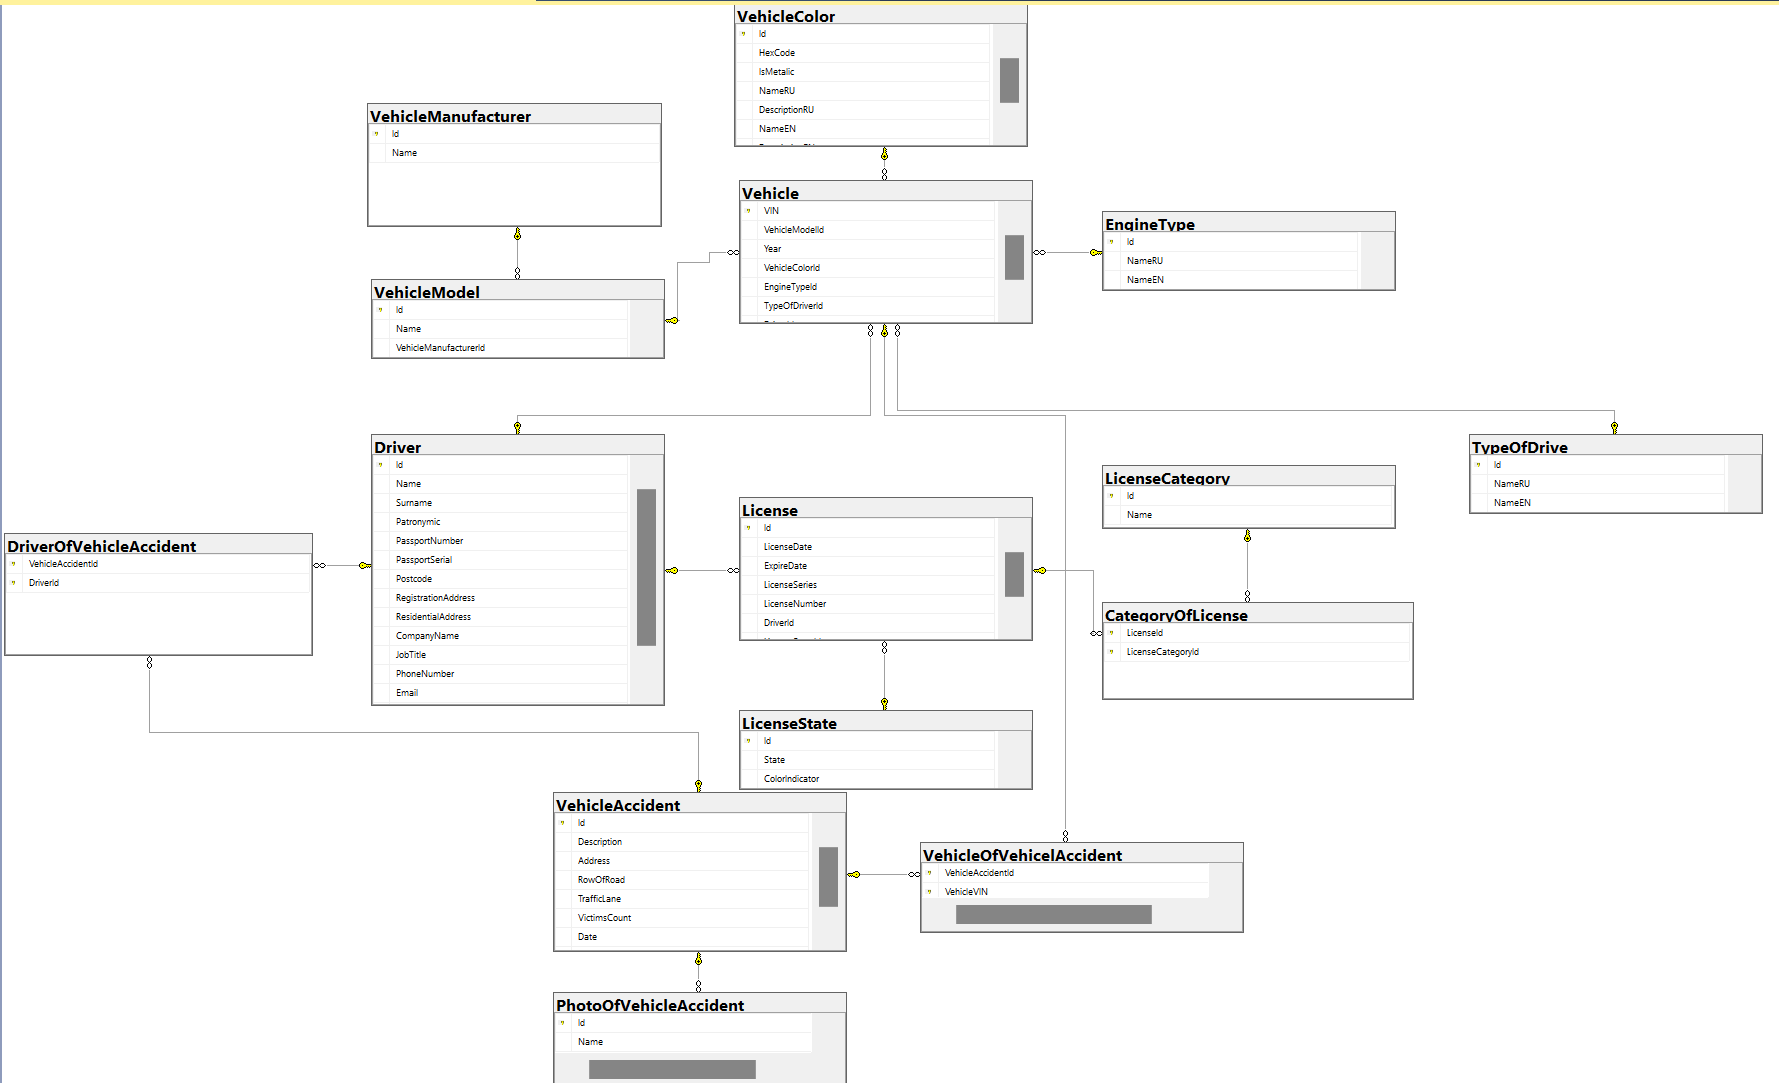 VehicleColor
Id
HexCode
IsMetalic
NameRU
DescriptionRU
NameEN
VehicleManufacturer
Id
Name
Vehicle
VIN
VehicleModelId
Year
VehicleColorId
EngineTypeId
TypeOfDriverId
EngineType
Id
NameRU
NameEN
VehicleModel
Id
Name
VehicleManufacturerId
Driver
Id
Name
Surname
Patronymic
PassportNumber
PassportSerial
Postcode
RegistrationAddress
ResidentialAddress
CompanyName
JobTitle
PhoneNumber
Email
TypeOfDrive
Id
NameRU
NameEN
LicenseCategory
Id
Name
License
Id
LicenseDate
ExpireDate
LicenseSeries
LicenseNumber
DriverId
DriverOfVehicleAccident
VehicleAccidentId
DriverId
CategoryOfLicense
LicenseId
LicenseCategoryId
LicenseState
Id
State
ColorIndicator
VehicleAccident
Id
Description
Address
RowOfRoad
TrafficLane
VictimsCount
Date
VehicleOfVehicelAccident
VehicleAccidentId
VehicleVIN
PhotoOfVehicleAccident
Id
Name